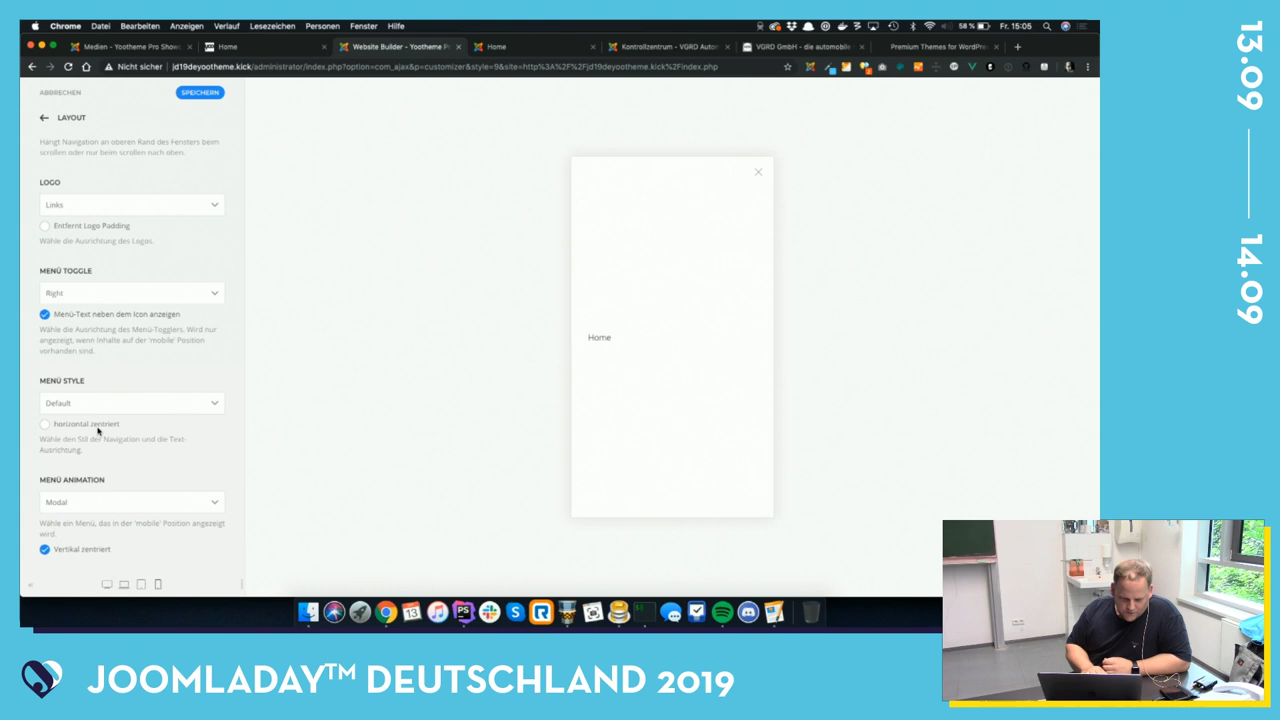 Chrome Datei Bearbeiten Anzeigen Verlauf Lesezeichen Personen Fenster Hilfe
58 % Fr. 15:05
Medien - Yootheme Pro Show
Home
Website Builder - Yootheme P
Home
Kontrollzentrum - VGRD Autor
VGRD GmbH - die automobile
Premium Themes for WordPre
Nicht sicher jd19deyootheme.kick/administrator/index.php?option=com_ajax&p=customizer&style=9&site=http%3A%2F%2Fjd19deyootheme.kick%2Findex.php
ABBRECHEN
SPEICHERN
LAYOUT
Hängt Navigation an oberen Rand des Fensters beim
scrollen oder nur beim scrollen nach oben.
LOGO
Links
Entfernt Logo Padding
Wähle die Ausrichtung des Logos.
MENÜ TOGGLE
Right
Menü-Text neben dem Icon anzeigen
Wähle die Ausrichtung des Menü-Togglers. Wird nur
angezeigt, wenn Inhalte auf der 'mobile' Position
vorhanden sind.
MENÜ STYLE
Default
horizontal zentriert
Wähle den Stil der Navigation und die Text-
Ausrichtung.
MENÜ ANIMATION
Modal
Wähle ein Menü, das in der 'mobile' Position angezeigt
wird.
Vertikal zentriert
Home
13.09
14.09
JOOMLADAY™ DEUTSCHLAND 2019